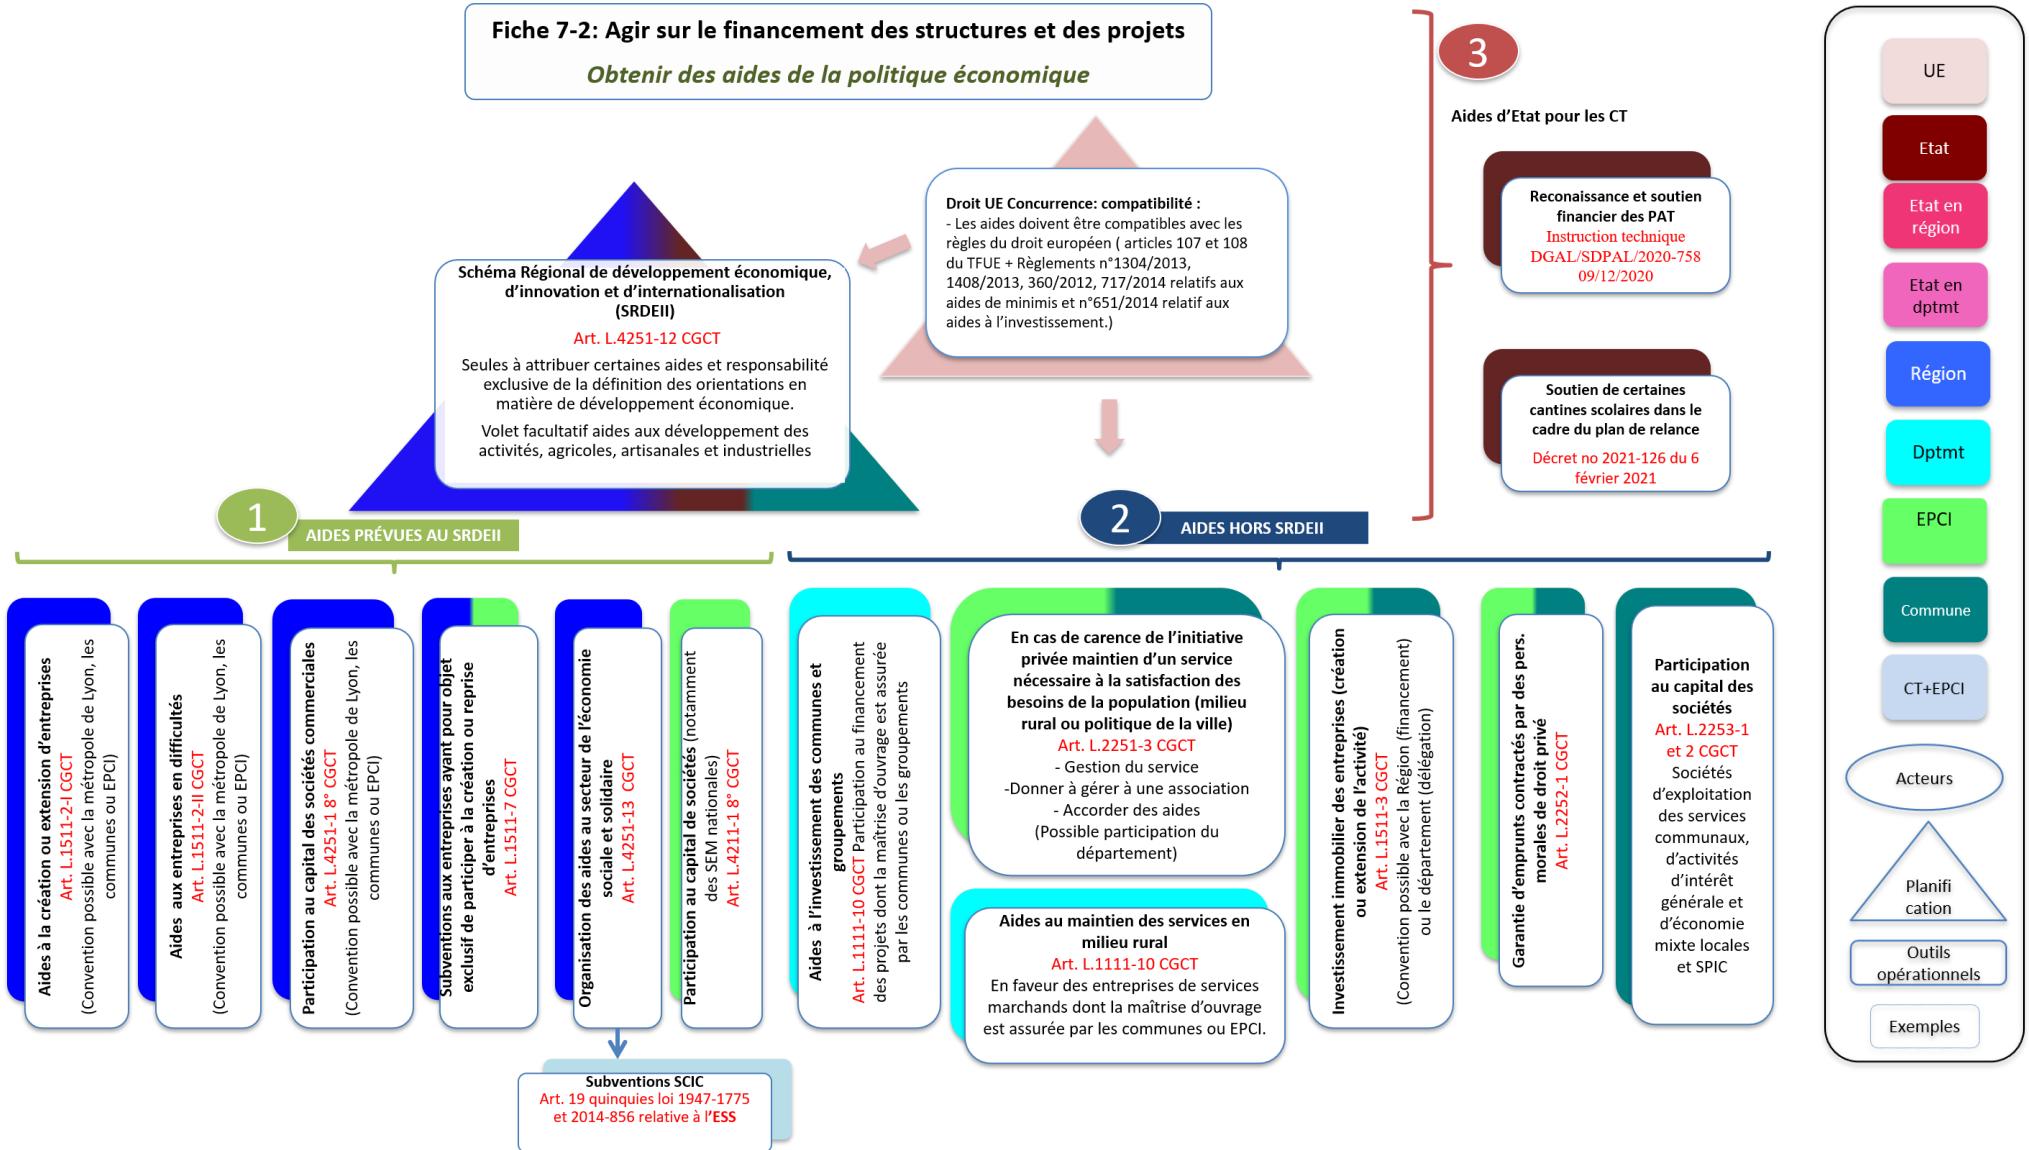 Fiche 7-2: Agir sur le financement des structures et des projets
Obtenir des aides de la politique économique
3
Aides d’Etat pour les CT
Reconaissance et soutien
financier des PAT
Instruction technique
DGAL/SDPAL/2020-758
09/12/2020
Soutien de certaines
cantines scolaires dans le
cadre du plan de relance
Décret no 2021-126 du 6
février 2021
Droit UE Concurrence: compatibilité :
- Les aides doivent être compatibles avec les
règles du droit européen ( articles 107 et 108
du TFUE + Règlements n°1304/2013,
1408/2013, 360/2012, 717/2014 relatifs aux
aides de minimis et n°651/2014 relatif aux
aides à l’investissement.)
Schéma Régional de développement économique,
d’innovation et d’internationalisation
(SRDEII)
Art. L.4251-12 CGCT
Seules à attribuer certaines aides et responsabilité
exclusive de la définition des orientations en
matière de développement économique.
Volet facultatif aides aux développement des
activités, agricoles, artisanales et industrielles
1
AIDES PRÉVUES AU SRDEII
2
AIDES HORS SRDEII
Aides à la création ou extension d’entreprises
Art. L.1511-2-I CGCT
(Convention possible avec la métropole de Lyon, les
communes ou EPCI)
Aides aux entreprises en difficultés
Art. L.1511-2-II CGCT
(Convention possible avec la métropole de Lyon, les
communes ou EPCI)
Participation au capital des sociétés commerciales
Art. L.4251-1 8° CGCT
(Convention possible avec la métropole de Lyon, les
communes ou EPCI)
Subventions aux entreprises ayant pour objet
exclusif de participer à la création ou reprise
d’entreprises
Art. L.1511-7 CGCT
Organisation des aides au secteur de l’économie
sociale et solidaire
Art. L.4251-13 CGCT
Participation au capital de sociétés (notamment
des SEM nationales)
Art. L.4211-1 8° CGCT
Subventions SCIC
Art. 19 quinquies loi 1947-1775
et 2014-856 relative à l’ESS
Aides à l’investissement des communes et
groupements
Art. L.1111-10 CGCT Participation au financement
des projets dont la maîtrise d’ouvrage est assurée
par les communes ou les groupements
En cas de carence de l’initiative
privée maintien d’un service
nécessaire à la satisfaction des
besoins de la population (milieu
rural ou politique de la ville)
Art. L.2251-3 CGCT
- Gestion du service
-Donner à gérer à une association
- Accorder des aides
(Possible participation du
département)
Aides au maintien des services en
milieu rural
Art. L.1111-10 CGCT
En faveur des entreprises de services
marchands dont la maîtrise d’ouvrage
est assurée par les communes ou EPCI.
Investissement immobilier des entreprises (création
ou extension de l’activité)
Art. L.1511-3 CGCT
(Convention possible avec la Région (financement)
ou le département (délégation)
Garantie d’emprunts contractés par des pers.
morales de droit privé
Art. L.2252-1 CGCT
Participation
au capital des
sociétés
Art. L.2253-1
et 2 CGCT
Sociétés
d’exploitation
des services
communaux,
d’activités
d’intérêt
générale et
d’économie
mixte locales
et SPIC
UE
Etat
Etat en
région
Etat en
dptmt
Région
Dptmt
EPCI
Commune
CT+EPCI
Acteurs
Planifi
cation
Outils
opérationnels
Exemples